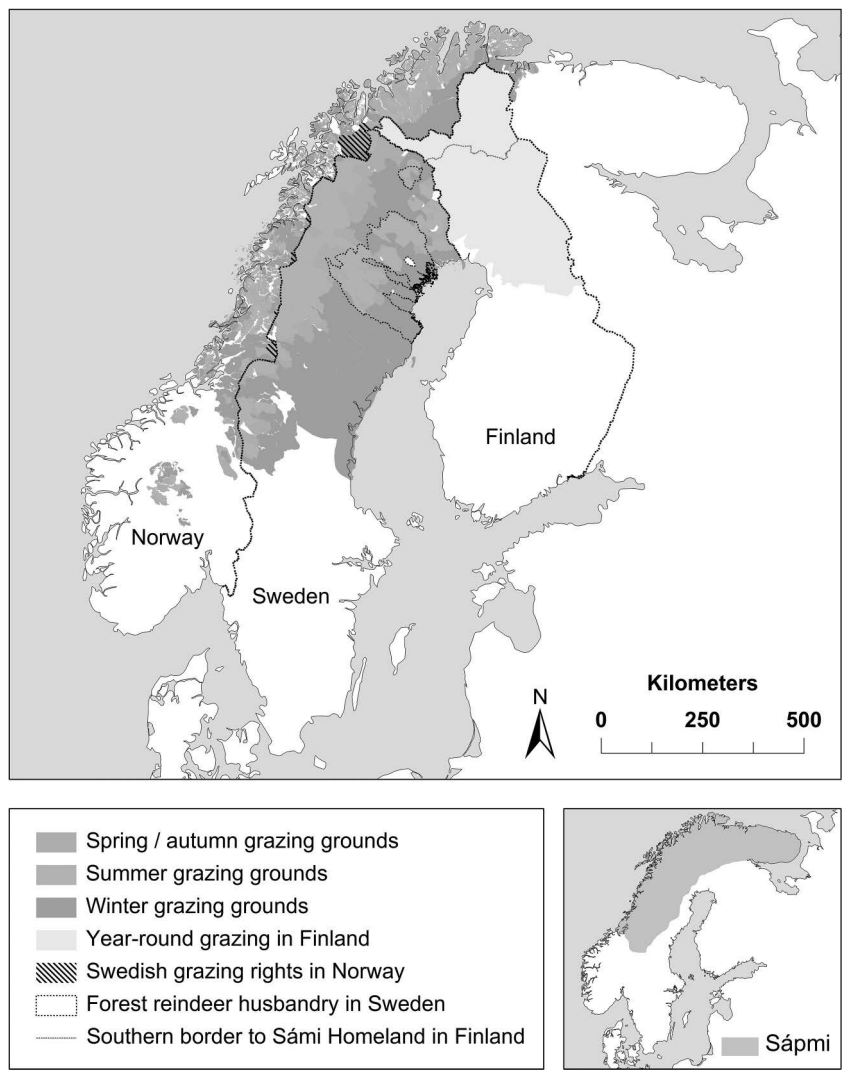 Finland
Norway
Sweden
N
Kilometers
0 250 500
Spring / autumn grazing grounds
Summer grazing grounds
Winter grazing grounds
Year-round grazing in Finland
Swedish grazing rights in Norway
Forest reindeer husbandry in Sweden
Southern border to Sámi Homeland in Finland
Sápmi